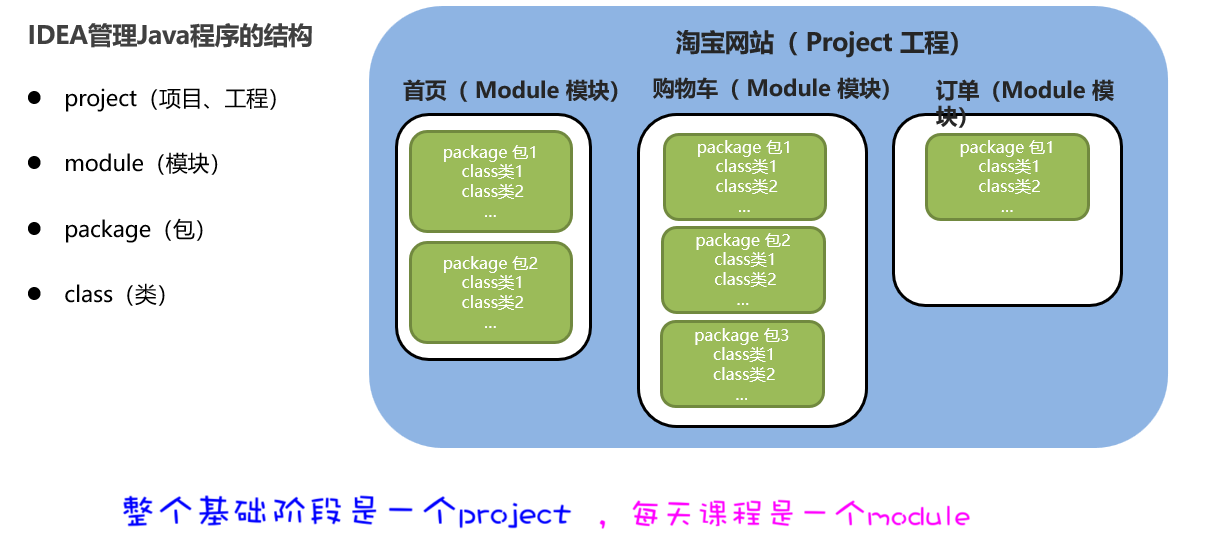 IDEA管理Java程序的结构
project（项目、工程）
module（模块）
package（包）
class（类）
淘宝网站（ Project 工程）
首页（ Module 模块）
package 包1
class类1
class类2
...
package 包2
class类1
class类2
...
购物车（ Module 模块）
package 包1
class类1
class类2
...
package 包2
class类1
class类2
...
package 包3
class类1
class类2
...
订单（Module 模
块）
package 包1
class类1
class类2
...
整个基础阶段是一个project ，每天课程是一个module